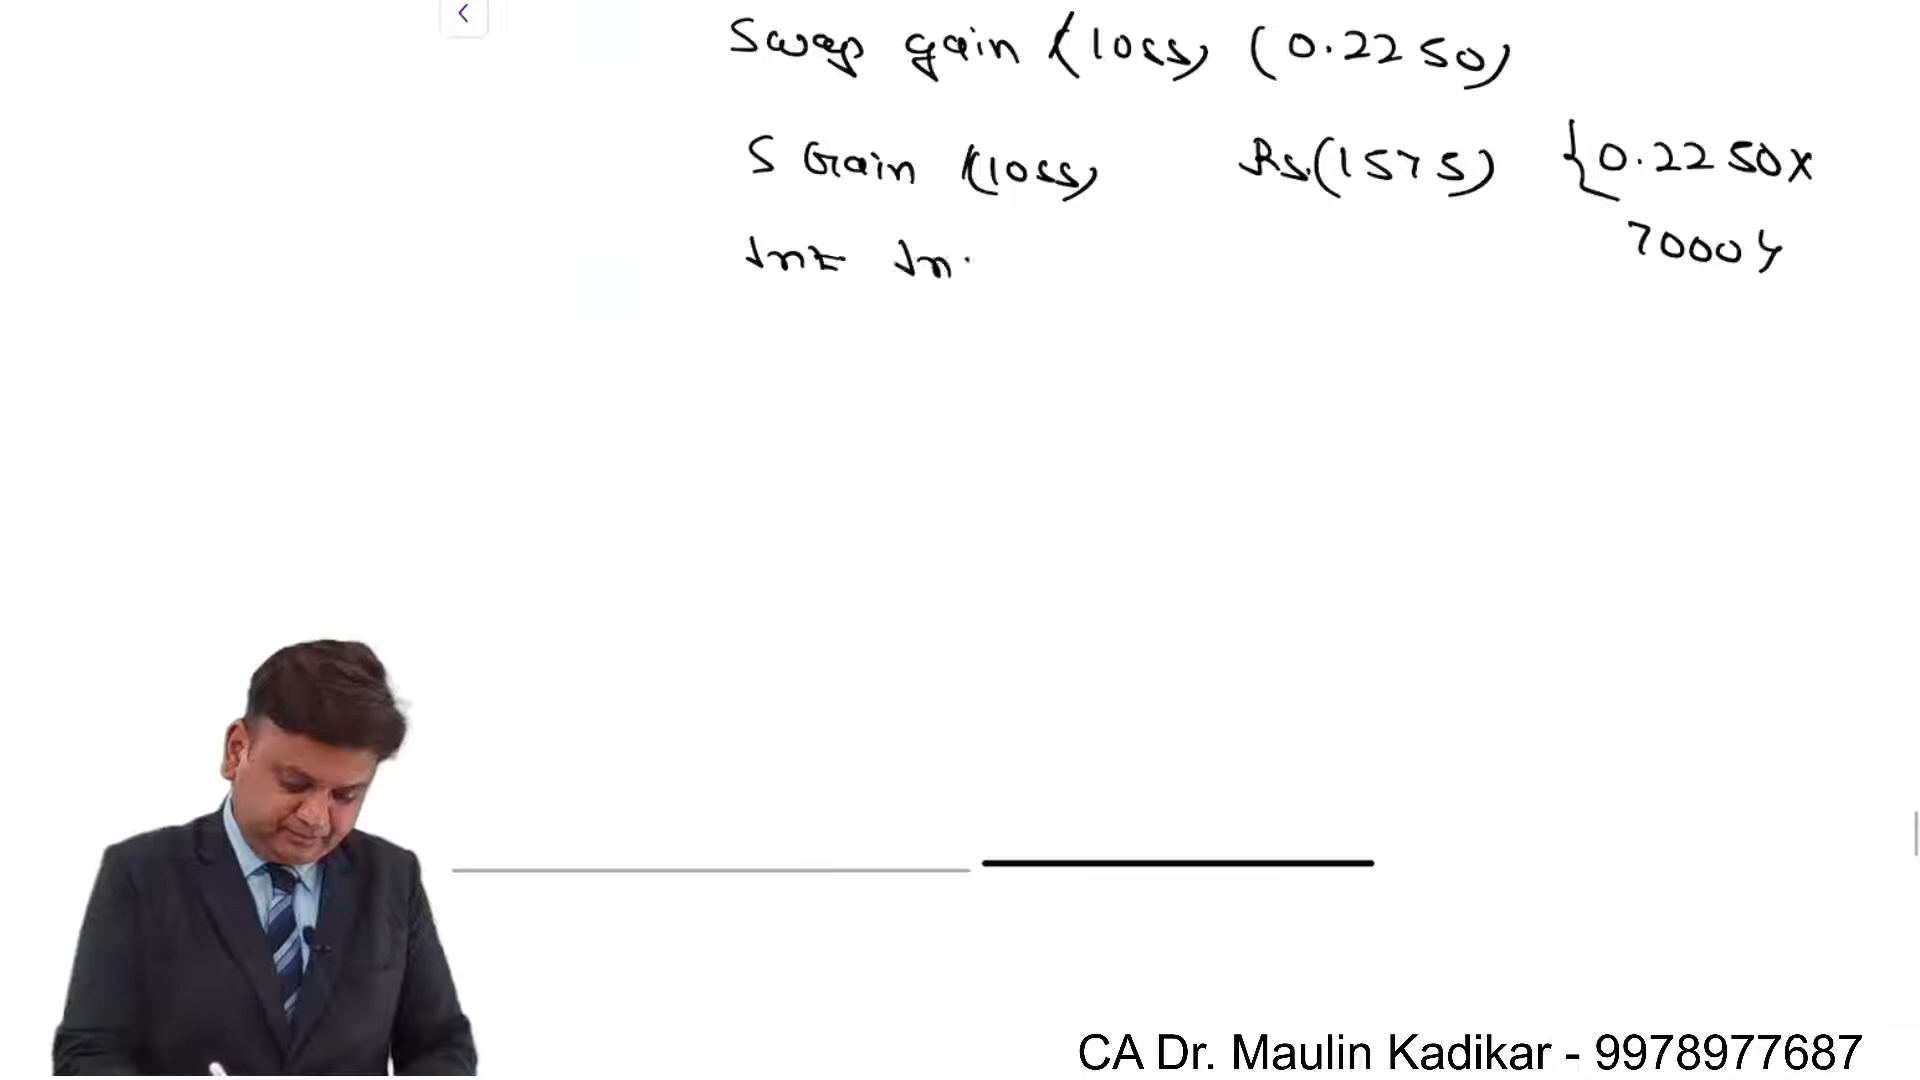 Swap gain (loss) (0.2250)
S Gain (loss) Rs.(1575) {0.2250x
7000}
Int In.
CA Dr. Maulin Kadikar - 9978977687